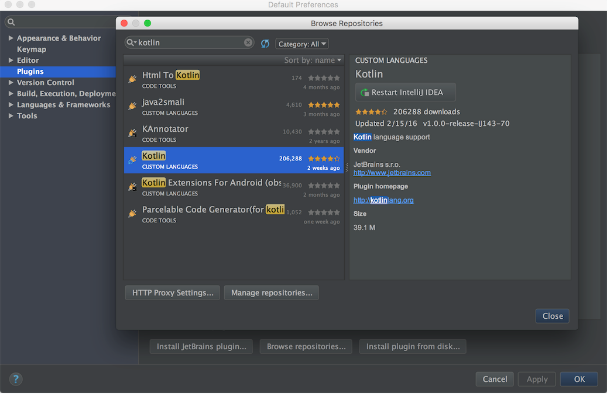 Default Preferences
Browse Repositories
Appearance & Behavior
Keymap
Editor
Plugins
Version Control
Build, Execution, Deployme
Languages & Frameworks
Tools
kotlin
Category: All
Sort by: name
Html To Kotlin
174
CODE TOOLS
4 months ago
java2smali
4,610
CUSTOM LANGUAGES
3 months ago
KAnnotator
10,430
CODE TOOLS
2 years ago
Kotlin
206,288
CUSTOM LANGUAGES
2 weeks ago
Kotlin Extensions For Android (obs
36,900
CUSTOM LANGUAGES
2 months ago
Parcelable Code Generator(for kotli
1,057
CODE TOOLS
one week ago
CUSTOM LANGUAGES
Kotlin
Restart IntelliJ IDEA
206288 downloads
Updated 2/15/16 v1.0.0-release-IJ143-70
Kotlin language support
Vendor
JetBrains s.r.o.
http://www.jetbrains.com
Plugin homepage
http://kotlinlang.org
Size
39.1 M
HTTP Proxy Settings...
Manage repositories...
Close
Install JetBrains plugin...
Browse repositories...
Install plugin from disk...
?
Cancel
Apply
OK